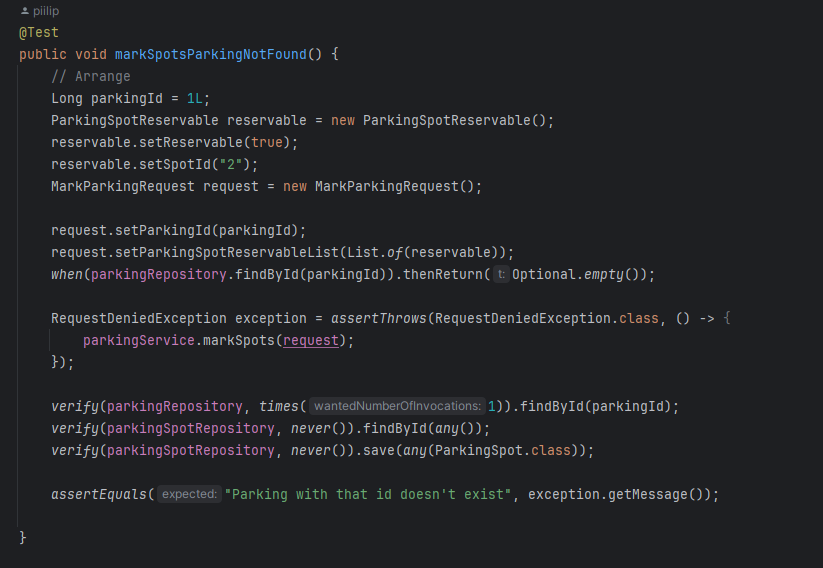 piilip
@Test
public void markSpotsParkingNotFound() {
// Arrange
Long parkingId = 1L;
ParkingSpotReservable reservable = new ParkingSpotReservable();
reservable.setReservable(true);
reservable.setSpotId("2");
MarkParkingRequest request = new MarkParkingRequest();
request.setParkingId(parkingId);
request.setParkingSpotReservableList(List.of(reservable));
when(parkingRepository.findById(parkingId)).thenReturn( t: Optional.empty());
RequestDeniedException exception = assertThrows(RequestDeniedException.class, () -> {
parkingService.markSpots(request);
});
verify(parkingRepository, times( wantedNumberOfInvocations: 1)).findById(parkingId);
verify(parkingSpotRepository, never()).findById(any());
verify(parkingSpotRepository, never()).save(any(ParkingSpot.class));
assertEquals( expected: "Parking with that id doesn't exist", exception.getMessage());
}